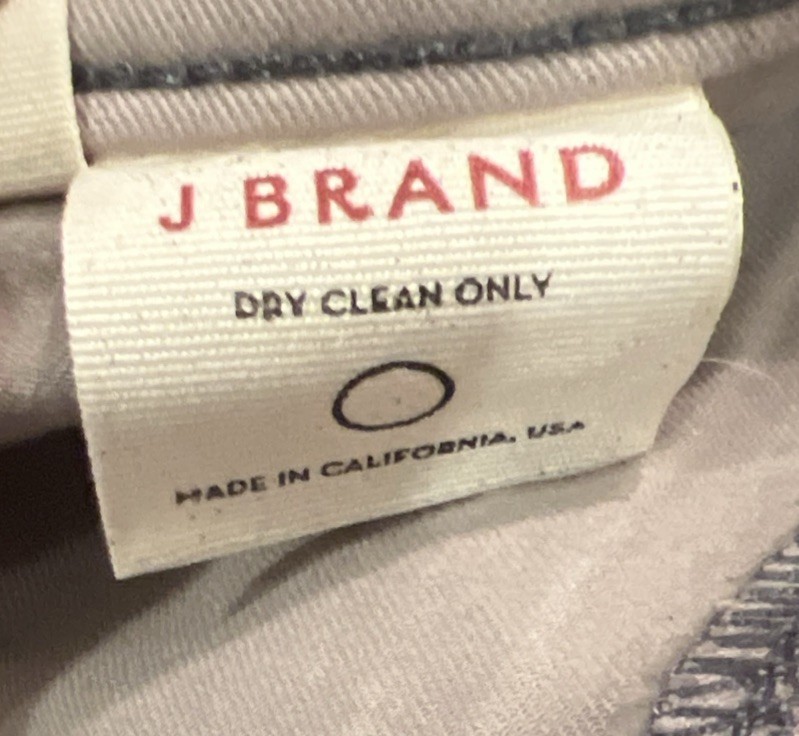 J BRAND
DRY CLEAN ONLY
MADE IN CALIFORNIA, USA